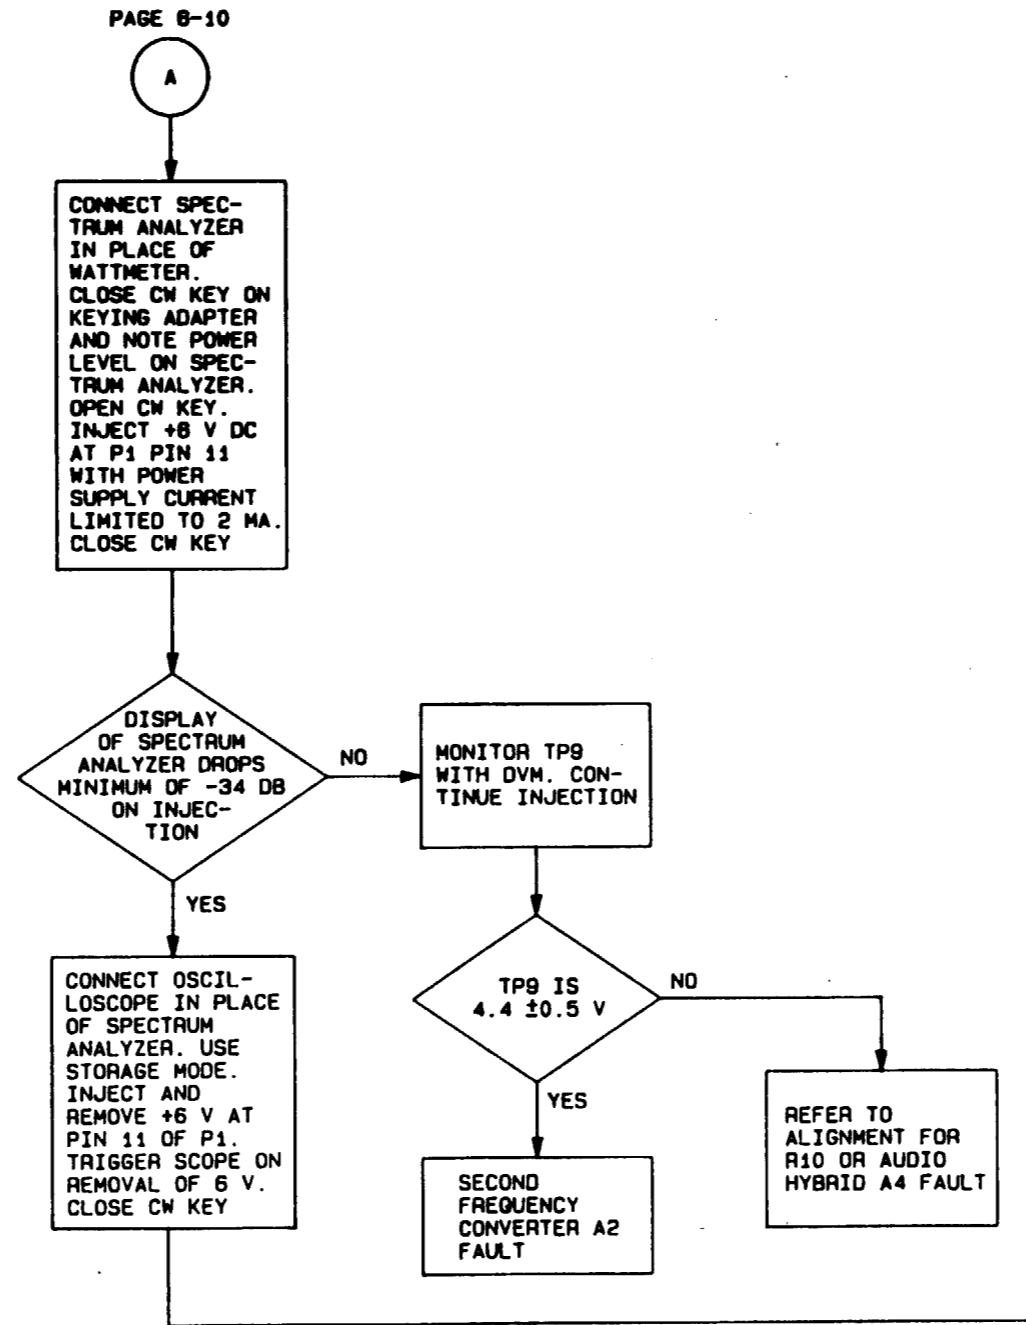 PAGE 6-10
A
CONNECT SPEC-
TRUM ANALYZER
IN PLACE OF
WATTMETER.
CLOSE CW KEY ON
KEYING ADAPTER
AND NOTE POWER
LEVEL ON SPEC-
TRUM ANALYZER.
OPEN CW KEY.
INJECT +6 V DC
AT P1 PIN 11
WITH POWER
SUPPLY CURRENT
LIMITED TO 2 MA.
CLOSE CW KEY
DISPLAY
OF SPECTRUM
ANALYZER DROPS
MINIMUM OF -34 DB
ON INJEC-
TION
NO
MONITOR TP9
WITH DVM. CON-
TINUE INJECTION
YES
CONNECT OSCIL-
LOSCOPE IN PLACE
OF SPECTRUM
ANALYZER. USE
STORAGE MODE.
INJECT AND
REMOVE +6 V AT
PIN 11 OF P1.
TRIGGER SCOPE ON
REMOVAL OF 6 V.
CLOSE CW KEY
TP9 IS
4.4 ±0.5 V
NO
YES
SECOND
FREQUENCY
CONVERTER A2
FAULT
REFER TO
ALIGNMENT FOR
R10 OR AUDIO
HYBRID A4 FAULT